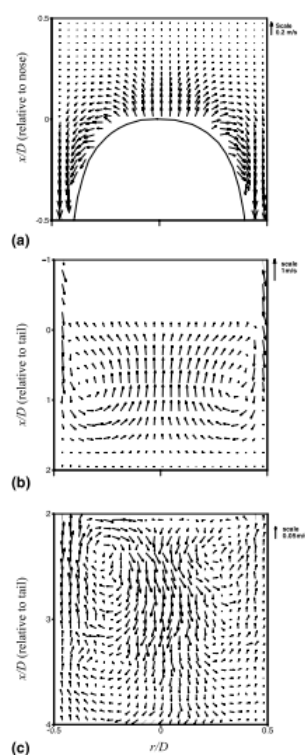 0.5
Scale
0.2 m/s
x/D (relative to nose)
0
-0.5
(a)
-1
scale
1m/s
x/D (relative to tail)
0
1
2
(b)
2
scale
0.05m/
x/D (relative to tail)
3
4
-0.5
0
0.5
(c)
r/D